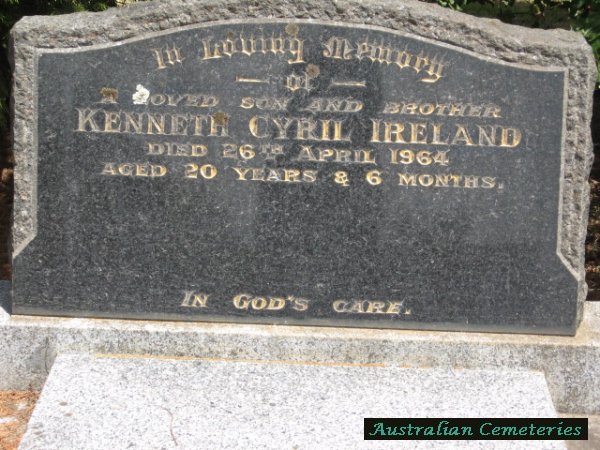 In Loving Memory
of
A LOVED SON AND BROTHER
KENNETH CYRIL IRELAND
DIED 26TH APRIL 1964
AGED 20 YEARS & 6 MONTHS.
IN GOD'S CARE.
Australian Cemeteries